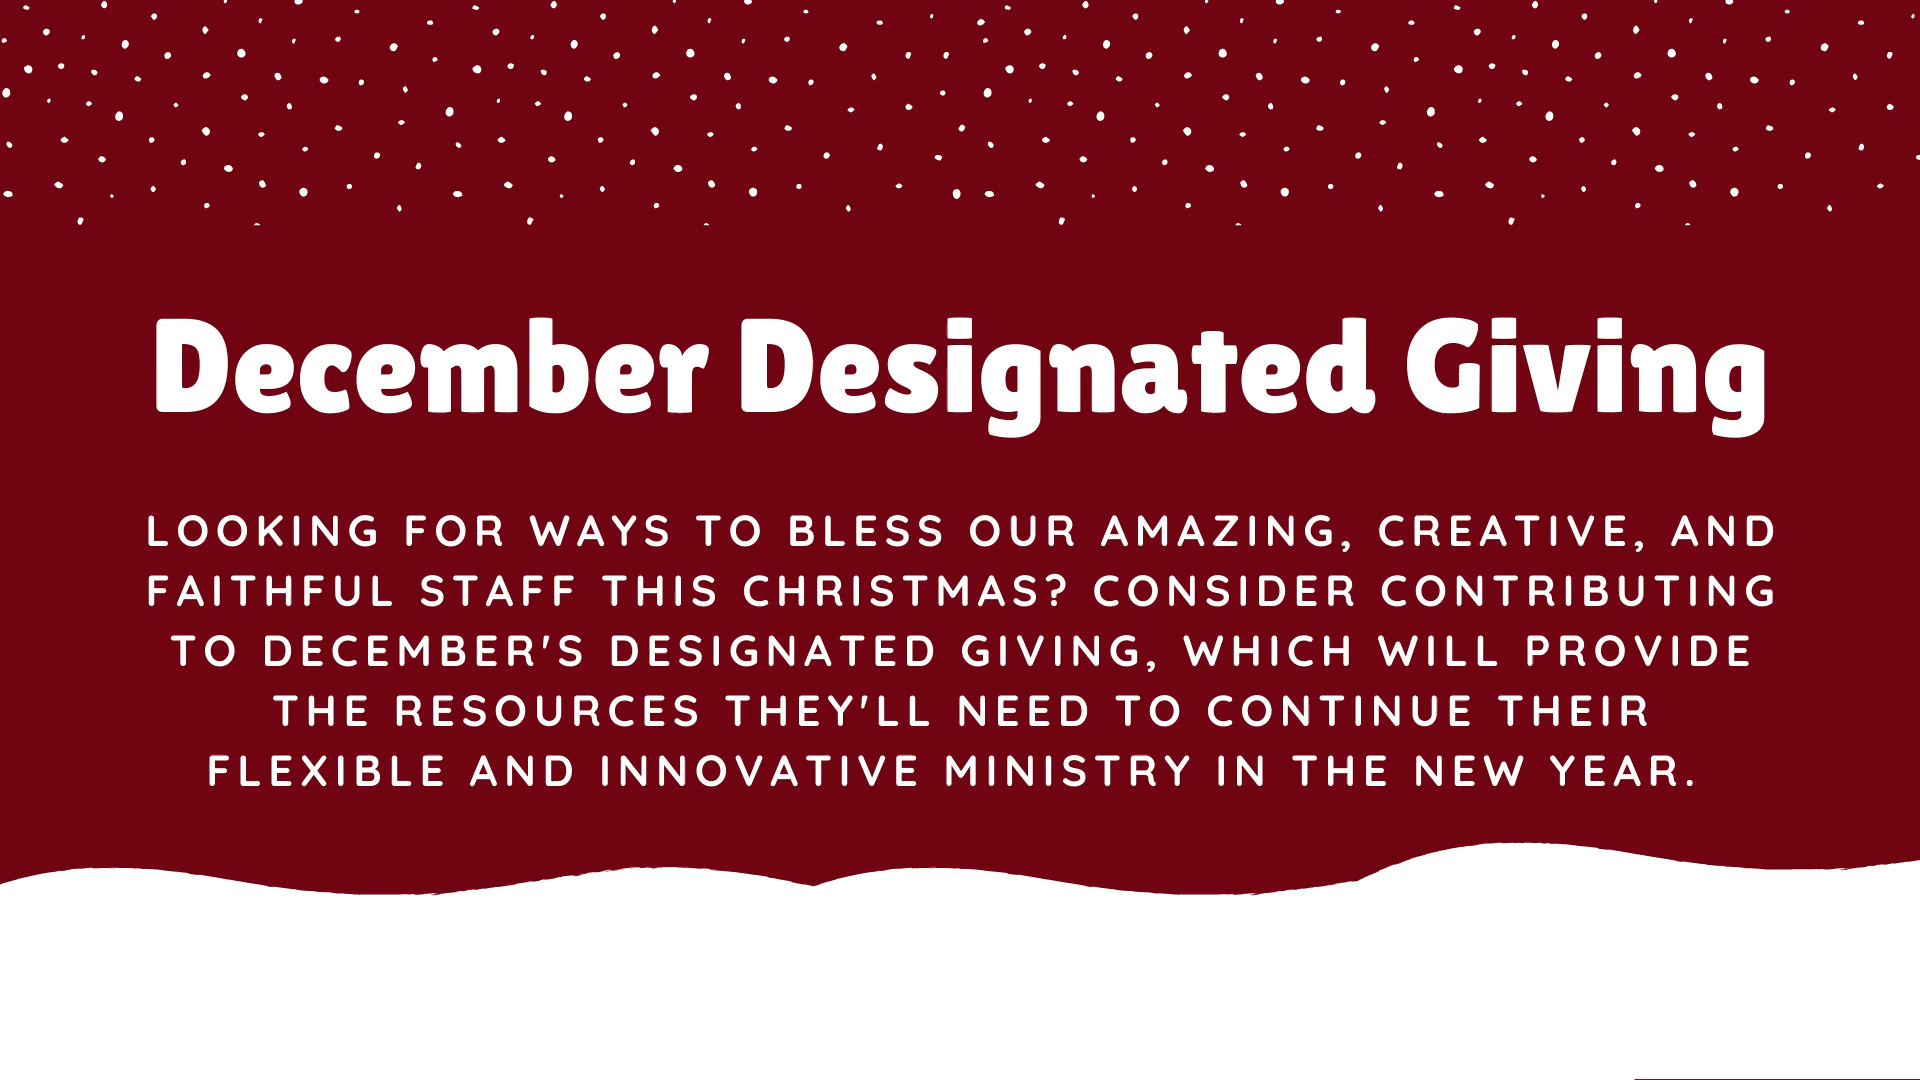 December Designated Giving
LOOKING FOR WAYS TO BLESS OUR AMAZING, CREATIVE, AND
FAITHFUL STAFF THIS CHRISTMAS? CONSIDER CONTRIBUTING
TO DECEMBER'S DESIGNATED GIVING, WHICH WILL PROVIDE
THE RESOURCES THEY'LL NEED TO CONTINUE THEIR
FLEXIBLE AND INNOVATIVE MINISTRY IN THE NEW YEAR.